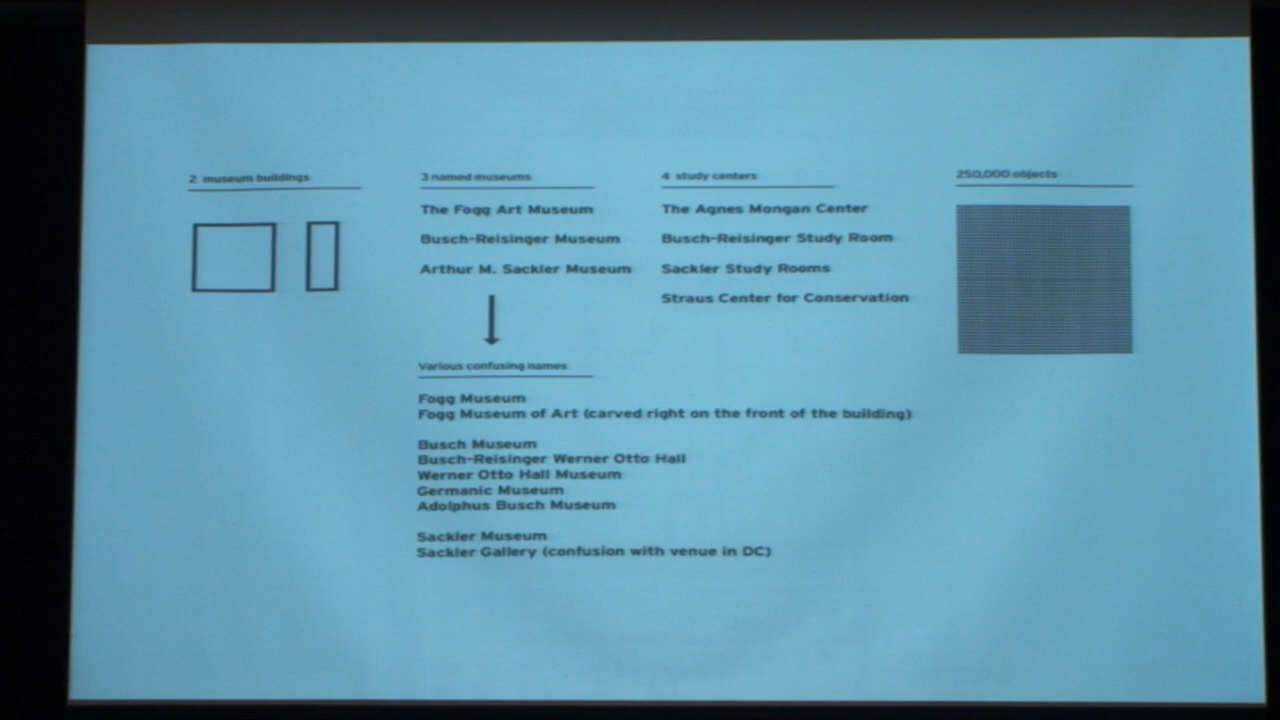 2 museum buildings
3 named museums
The Fogg Art Museum
Busch-Reisinger Museum
Arthur M. Sackler Museum
4 study centers
The Agnes Mongan Center
Busch-Reisinger Study Room
Sackler Study Rooms
Straus Center for Conservation
250,000 objects
Various confusing names
Fogg Museum
Fogg Museum of Art (carved right on the front of the building)
Busch Museum
Busch-Reisinger Werner Otto Hall
Werner Otto Hall Museum
Germanic Museum
Adolphus Busch Museum
Sackler Museum
Sackler Gallery (confusion with venue in DC)